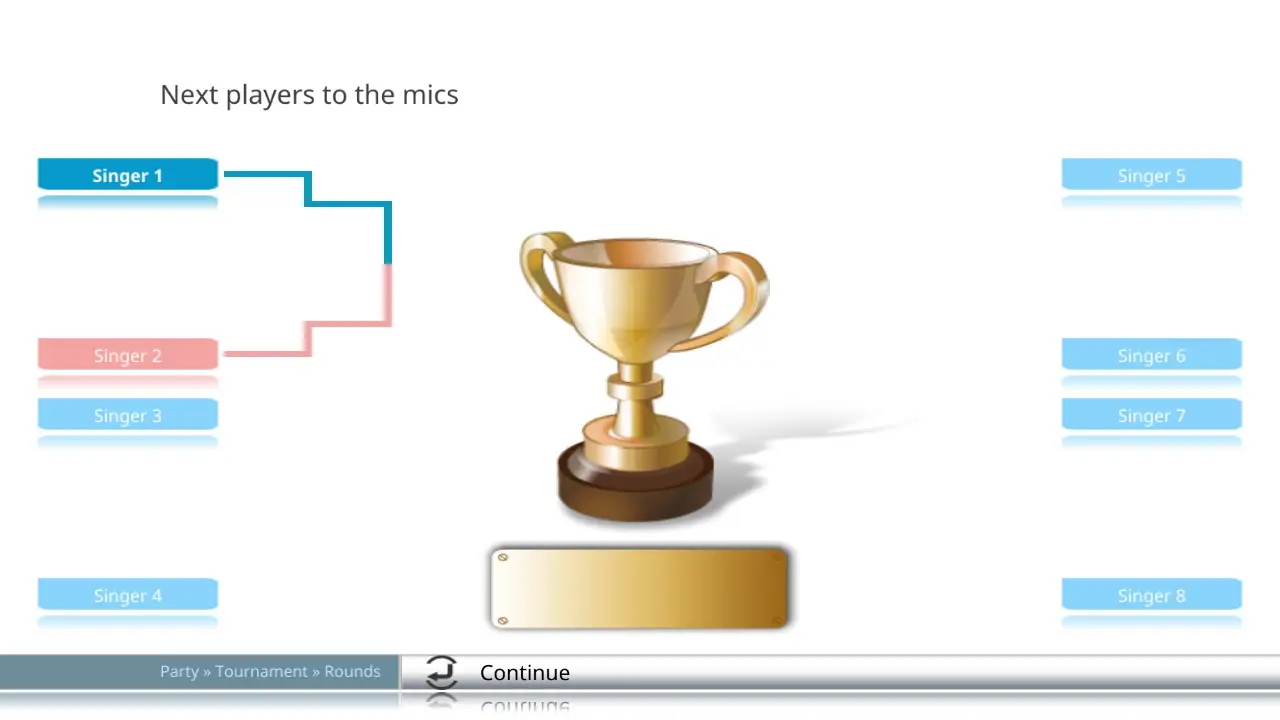 Next players to the mics
Singer 1
Singer 5
Singer 2
Singer 6
Singer 3
Singer 7
Singer 4
Singer 8
Party » Tournament » Rounds
Continue